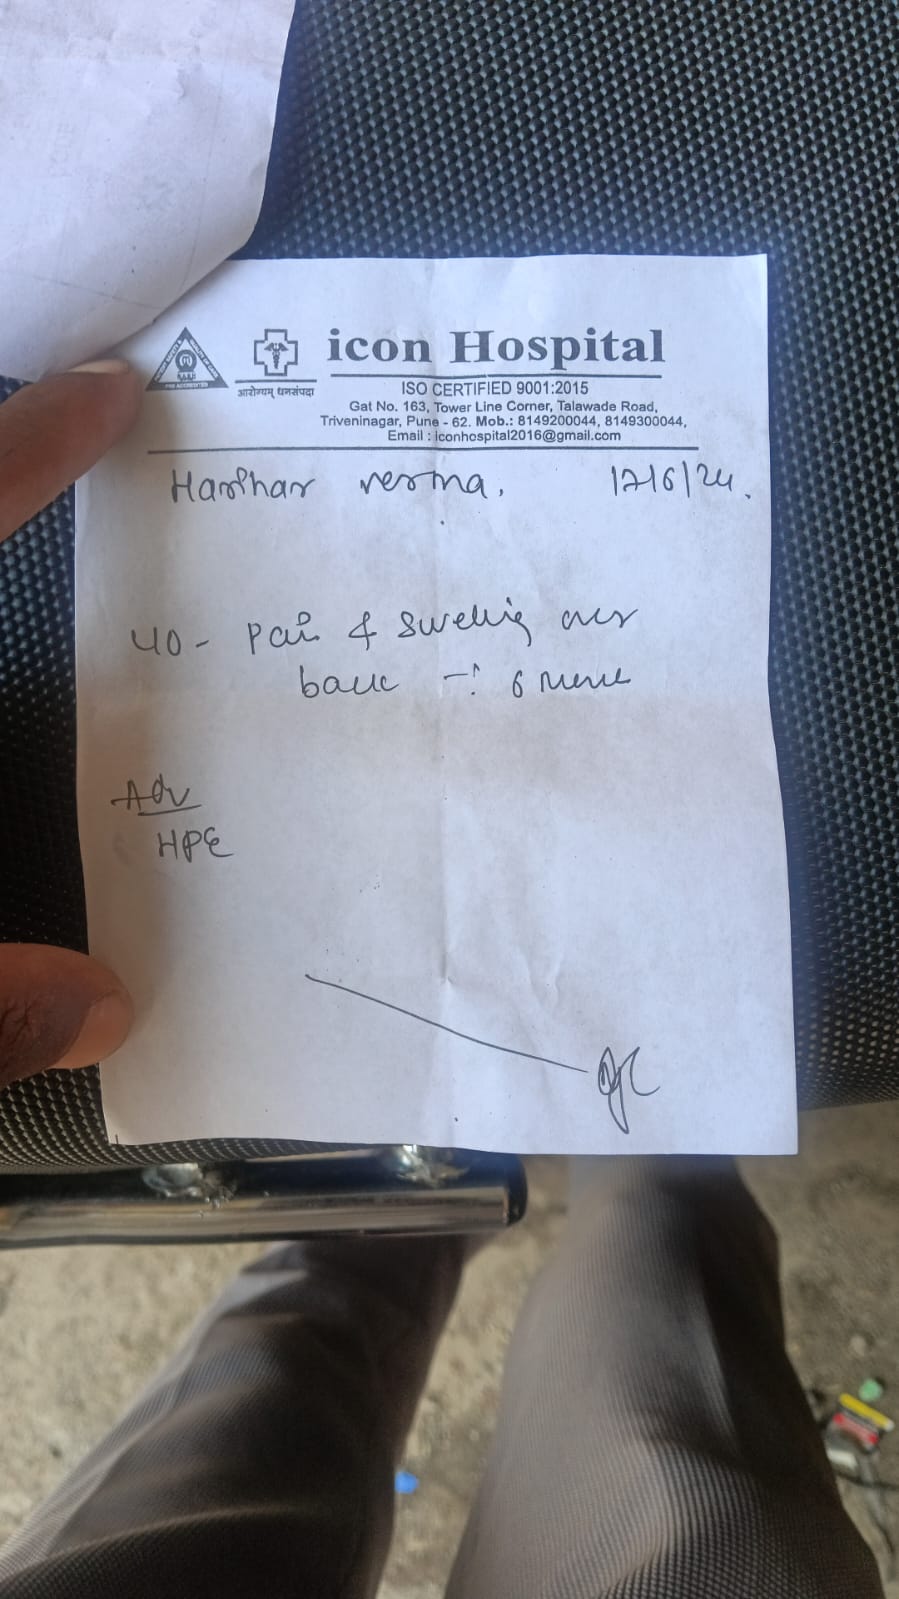 icon Hospital
आरोग्यम् धनसंपदा
ISO CERTIFIED 9001:2015
Gat No. 163, Tower Line Corner, Talawade Road,
Triveninagar, Pune - 62. Mob.: 8149200044, 8149300044,
Email : iconhospital2016@gmail.com
Harihar verma. 17/6/24.
Pain & swelling over
back 6
Adv
HPE